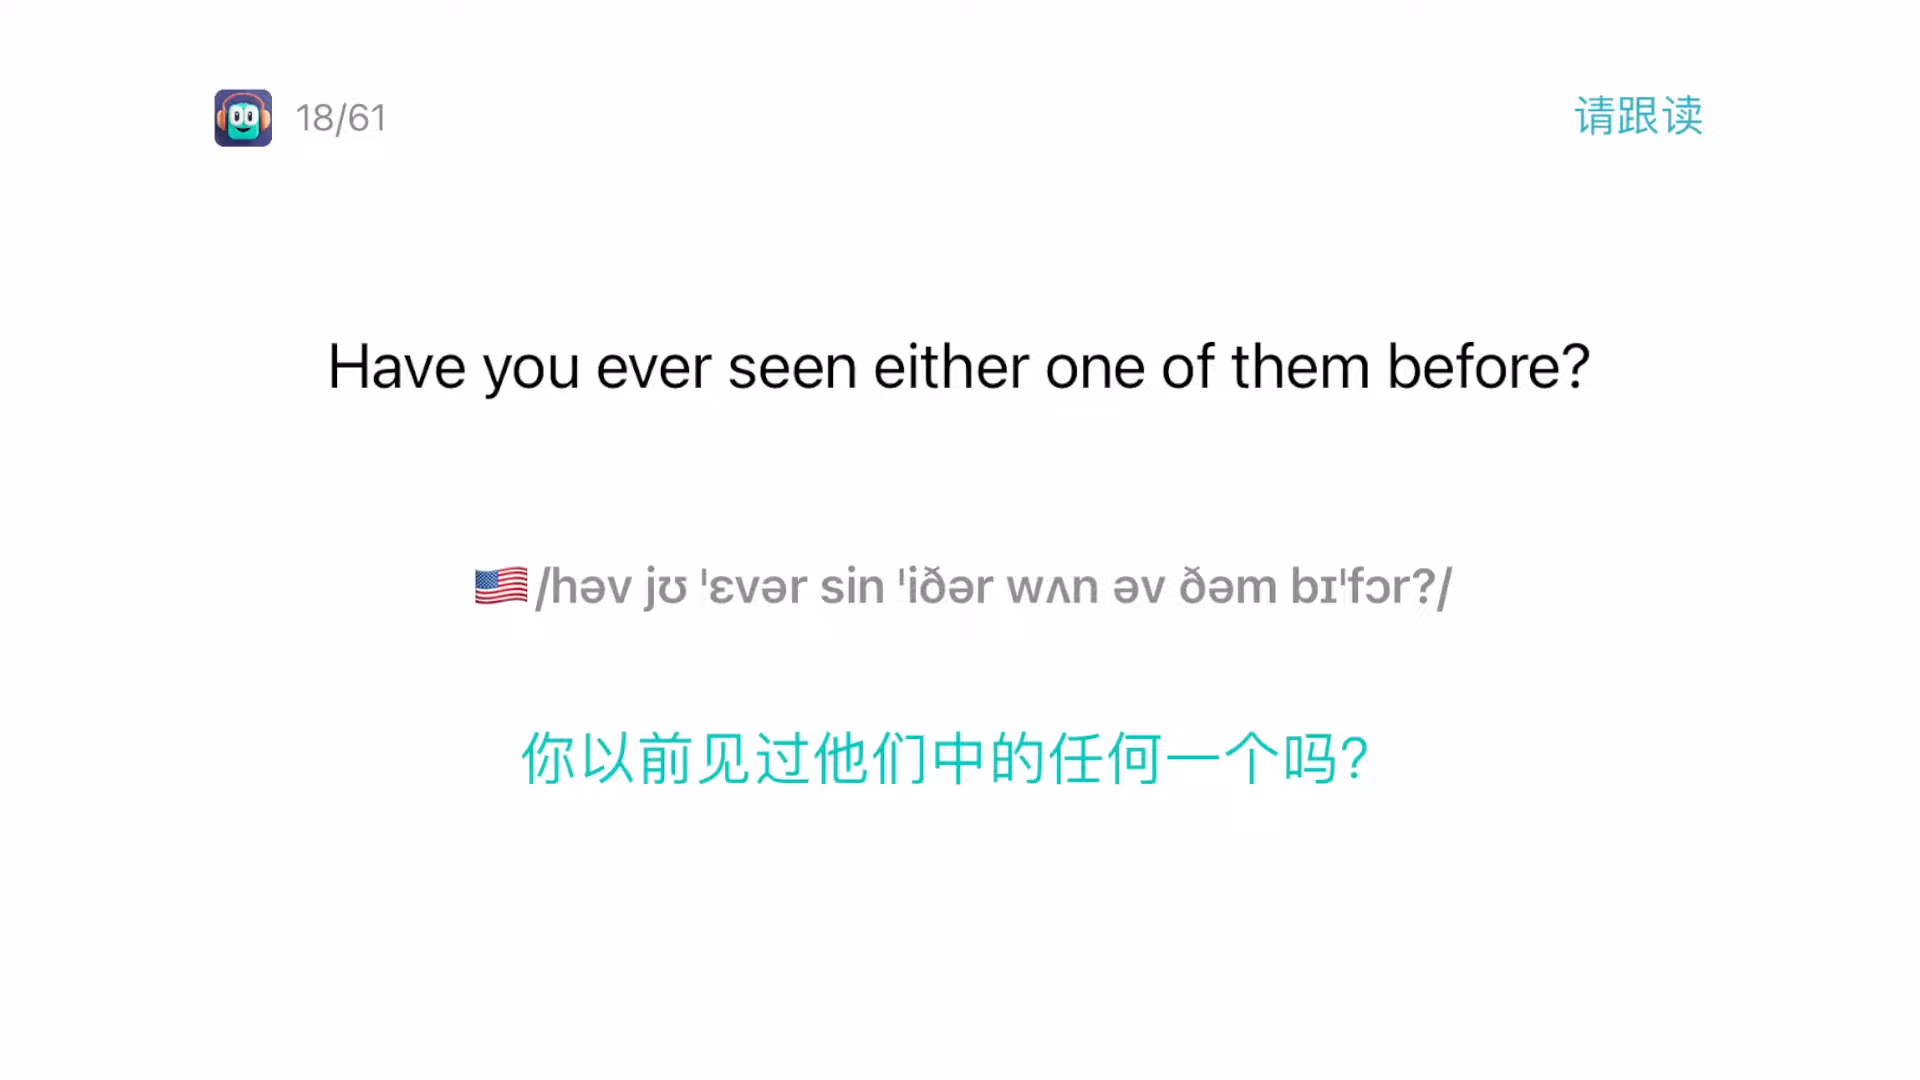 18/61
请跟读
Have you ever seen either one of them before?
/həv jʊ ˈɛvər sin ˈiðər wʌn əv ðəm bɪˈfɔr?/
你以前见过他们中的任何一个吗?